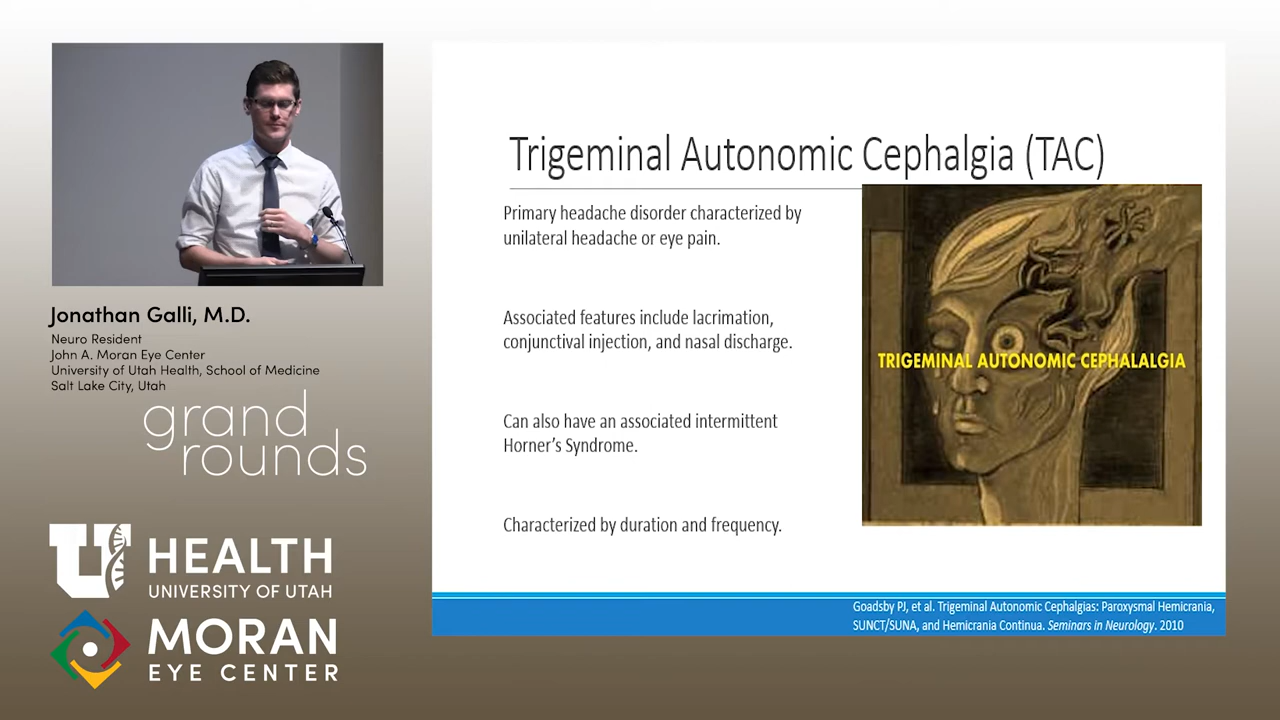 Jonathan Galli, M.D.
Neuro Resident
John A. Moran Eye Center
University of Utah Health, School of Medicine
Salt Lake City, Utah
grand
rounds
U HEALTH
UNIVERSITY OF UTAH
MORAN
EYE CENTER
Trigeminal Autonomic Cephalgia (TAC)
Primary headache disorder characterized by
unilateral headache or eye pain.
Associated features include lacrimation,
conjunctival injection, and nasal discharge.
Can also have an associated intermittent
Horner’s Syndrome.
Characterized by duration and frequency.
TRIGEMINAL AUTONOMIC CEPHALALGIA
Goadsby PJ, et al. Trigeminal Autonomic Cephalgias: Paroxysmal Hemicrania,
SUNCT/SUNA, and Hemicrania Continua. Seminars in Neurology. 2010